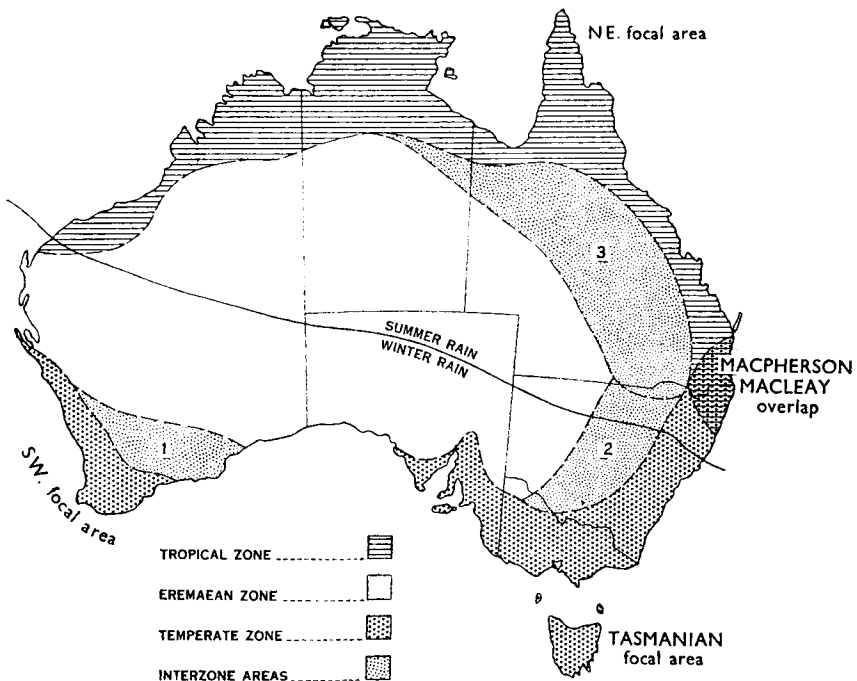 NE. focal area
3
SUMMER RAIN
WINTER RAIN
MACPHERSON
MACLEAY
overlap
2
1
SW. focal area
TROPICAL ZONE
EREMAEAN ZONE
TEMPERATE ZONE
INTERZONE AREAS
TASMANIAN
focal area